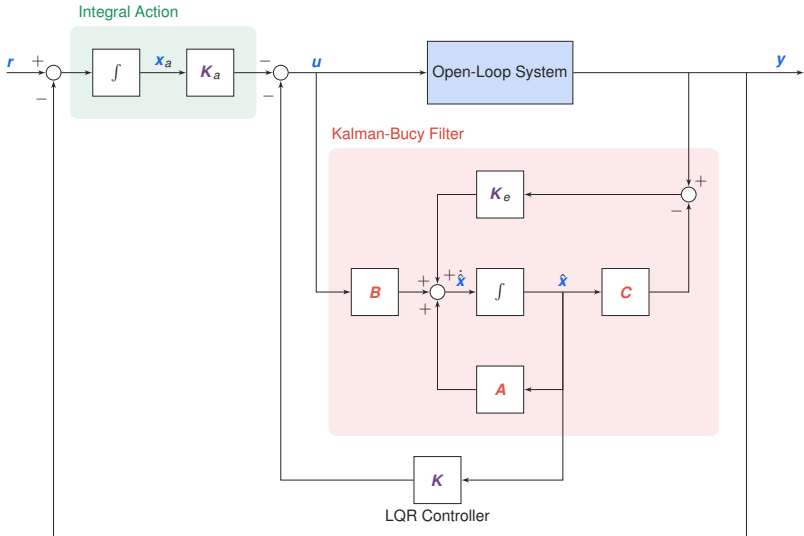 Integral Action
r + − ∫ x_a K_a − − u Open-Loop System y
Kalman-Bucy Filter
K_e + −
B + + + ẋ̂ ∫ x̂ C
A
K
LQR Controller